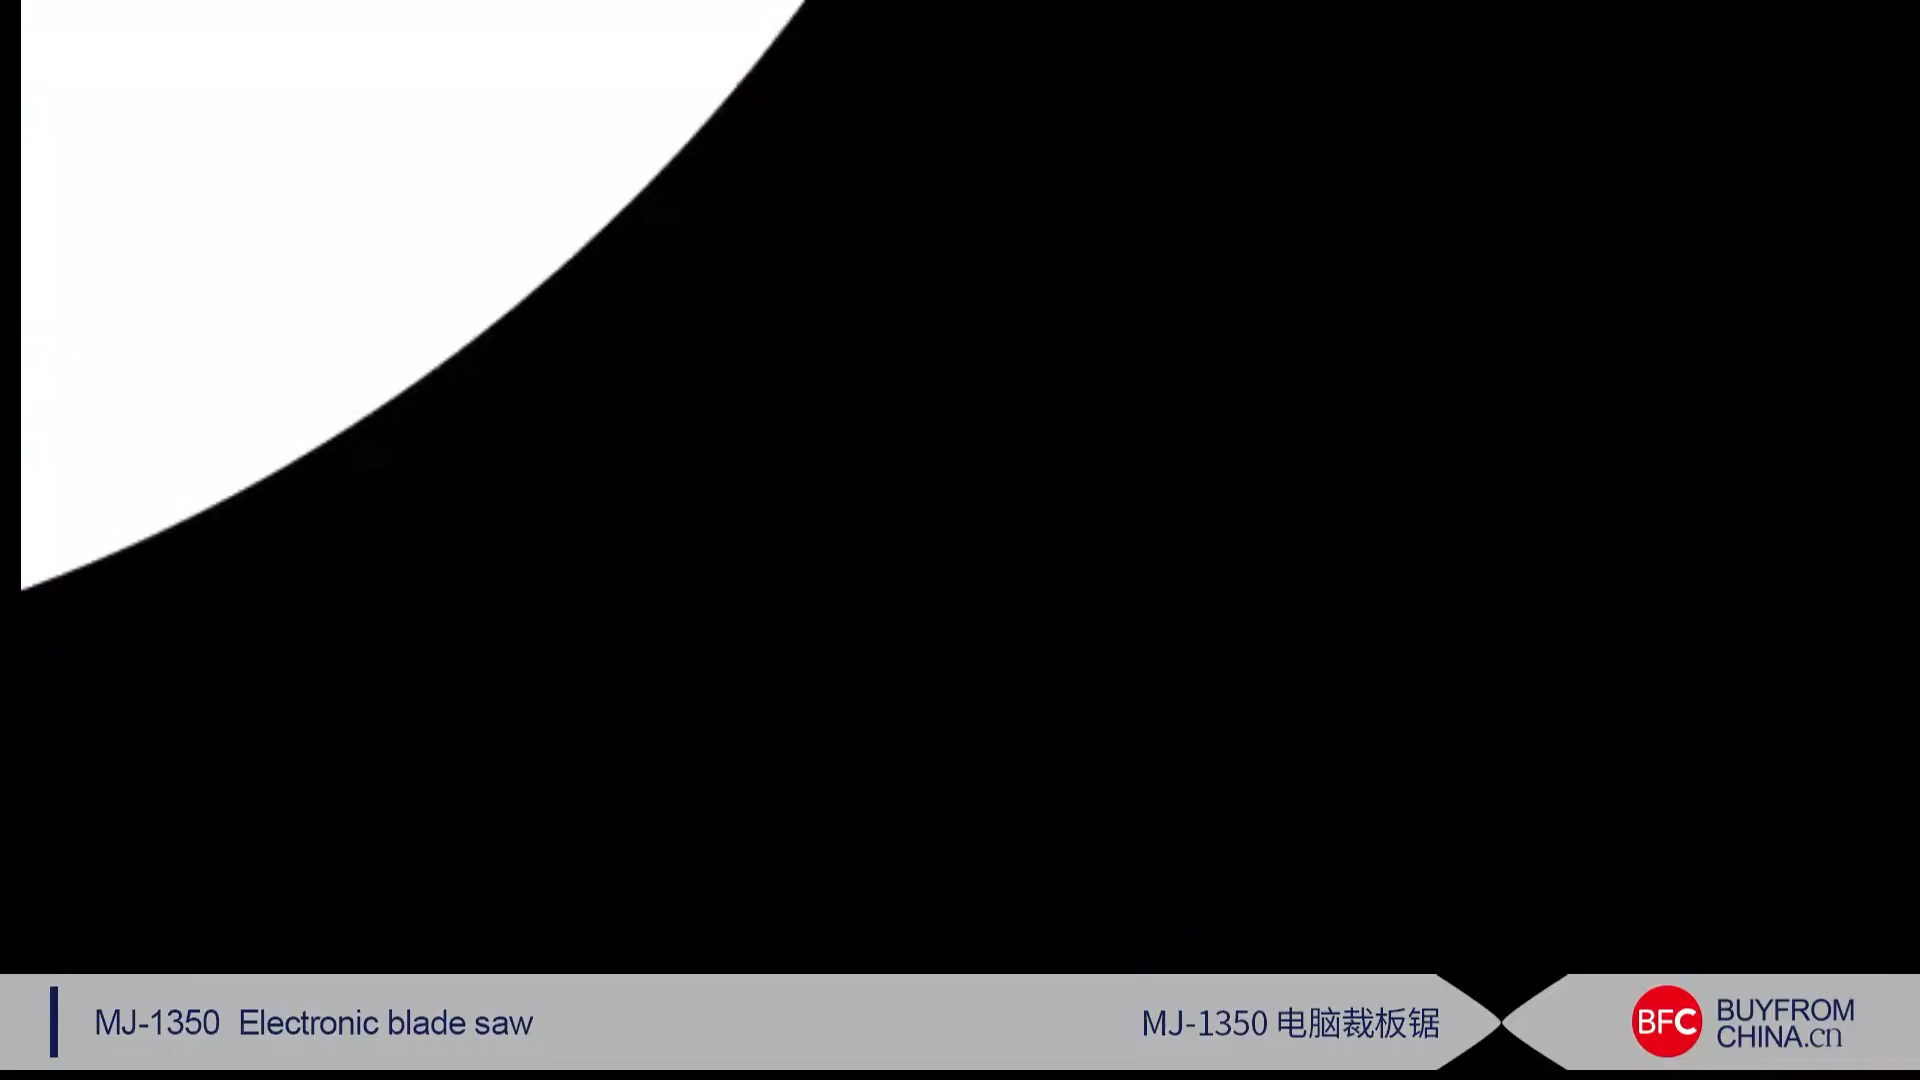 MJ-1350 Electronic blade saw
MJ-1350 电脑裁板锯
BFC
BUYFROM
CHINA.cn